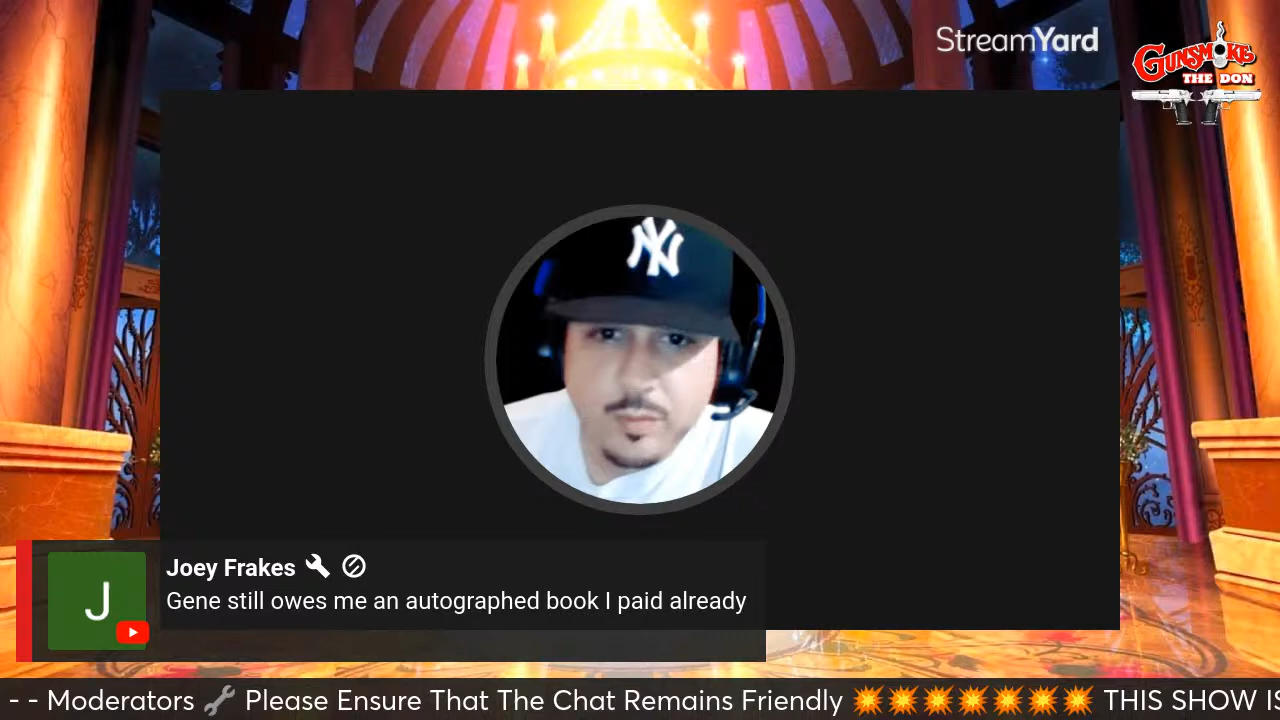 StreamYard
GUNSMOKE
THE DON
NY
J
Joey Frakes
Gene still owes me an autographed book I paid already
- - Moderators 🔧 Please Ensure That The Chat Remains Friendly 💥💥💥💥💥💥💥 THIS SHOW IS